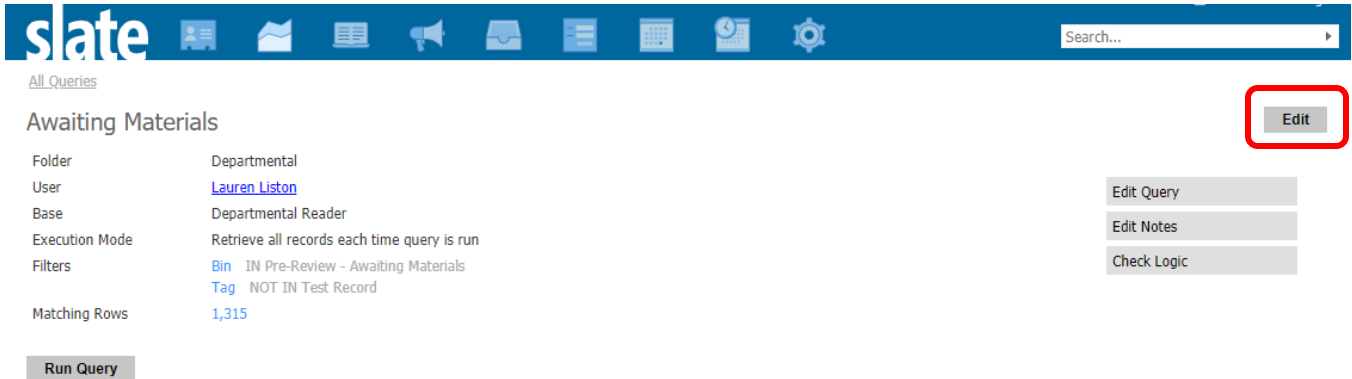 slate
Search...
All Queries
Awaiting Materials
Edit
Folder Departmental
User Lauren Liston
Edit Query
Base Departmental Reader
Edit Notes
Execution Mode Retrieve all records each time query is run
Filters Bin IN Pre-Review - Awaiting Materials
Check Logic
Tag NOT IN Test Record
Matching Rows 1,315
Run Query